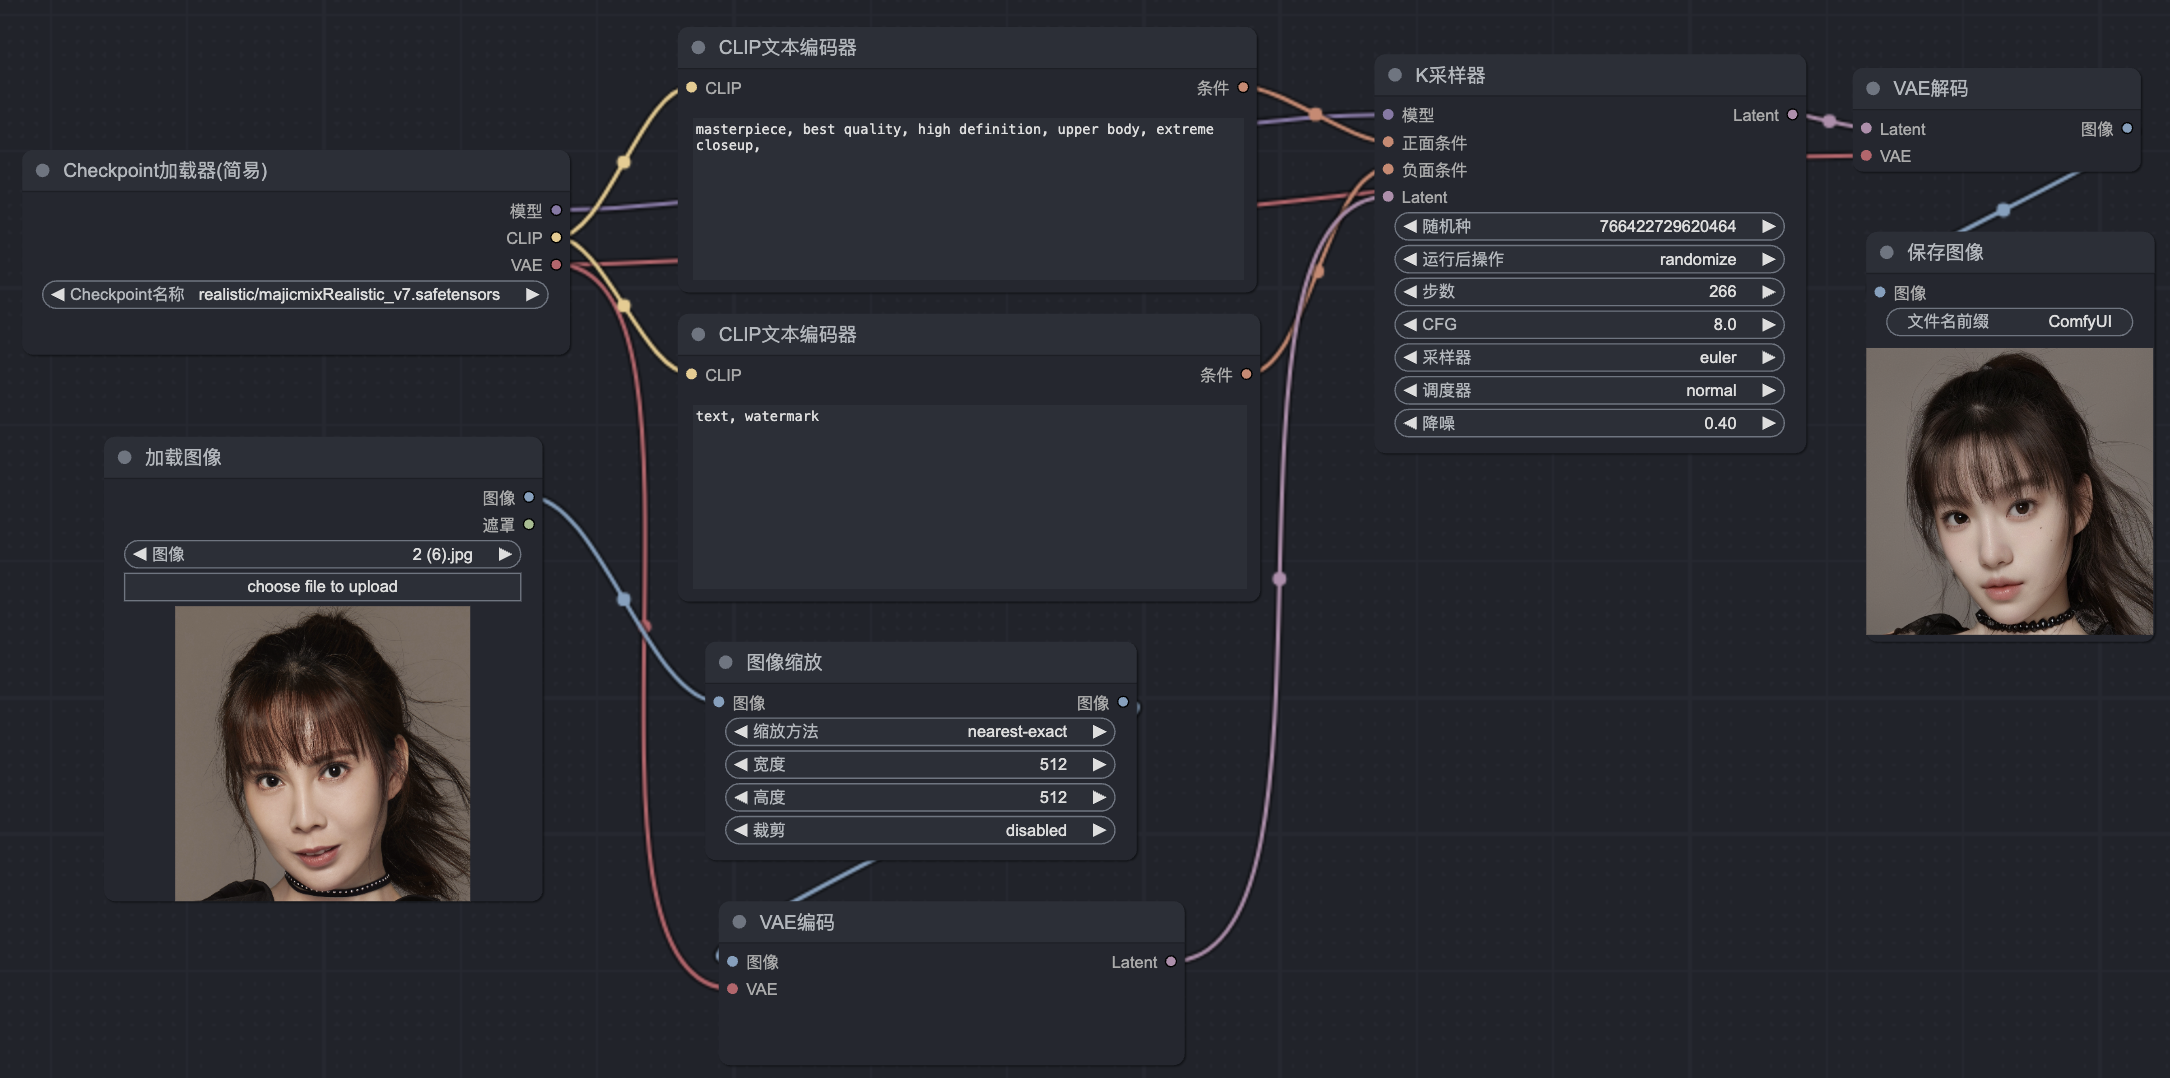 Checkpoint加载器(简易)
模型
CLIP
VAE
Checkpoint名称 realistic/majicmixRealistic_v7.safetensors
加载图像
图像
遮罩
图像 2 (6).jpg
choose file to upload
CLIP文本编码器
CLIP 条件
masterpiece, best quality, high definition, upper body, extreme
closeup,
CLIP文本编码器
CLIP 条件
text, watermark
图像缩放
图像 图像
缩放方法 nearest-exact
宽度 512
高度 512
裁剪 disabled
VAE编码
图像 Latent
VAE
K采样器
模型 Latent
正面条件
负面条件
Latent
随机种 766422729620464
运行后操作 randomize
步数 266
CFG 8.0
采样器 euler
调度器 normal
降噪 0.40
VAE解码
Latent 图像
VAE
保存图像
图像
文件名前缀 ComfyUI